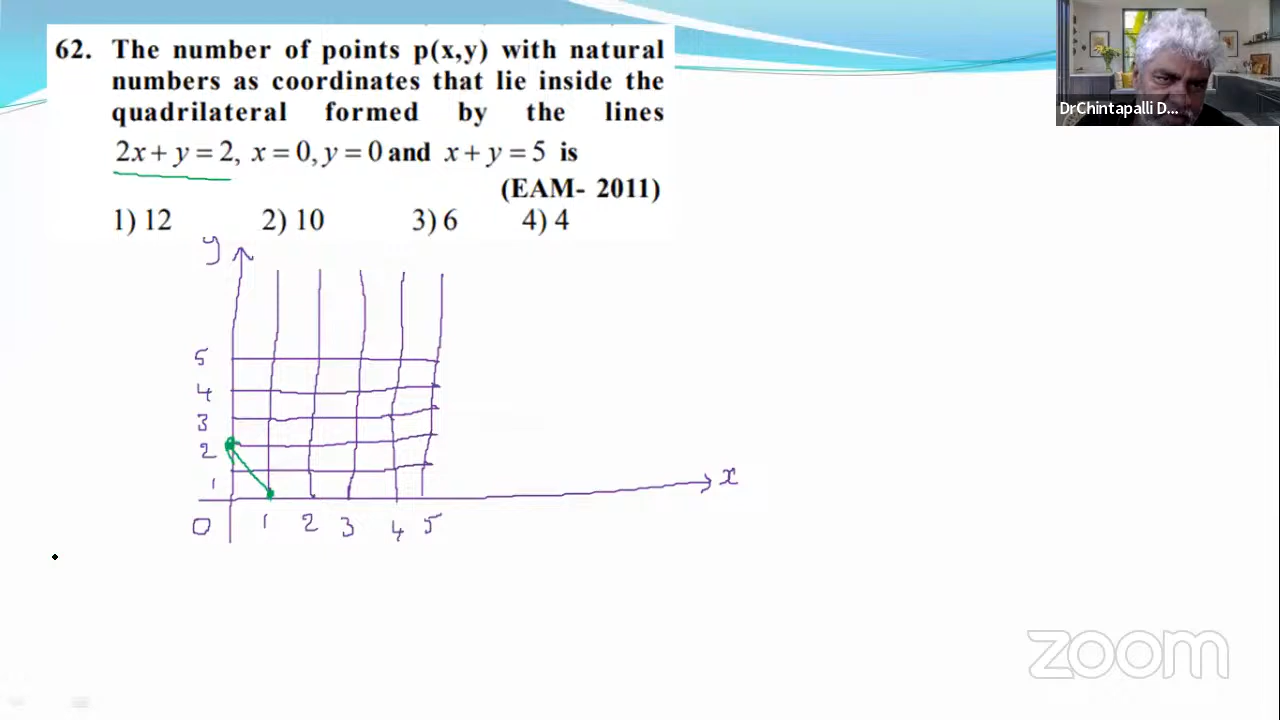 62. The number of points p(x,y) with natural
numbers as coordinates that lie inside the
quadrilateral formed by the lines
2x + y = 2, x = 0, y = 0 and x + y = 5 is
(EAM- 2011)
1) 12 2) 10 3) 6 4) 4
DrChintapalli D...
y
5
4
3
2
1
x
0 1 2 3 4 5
zoom